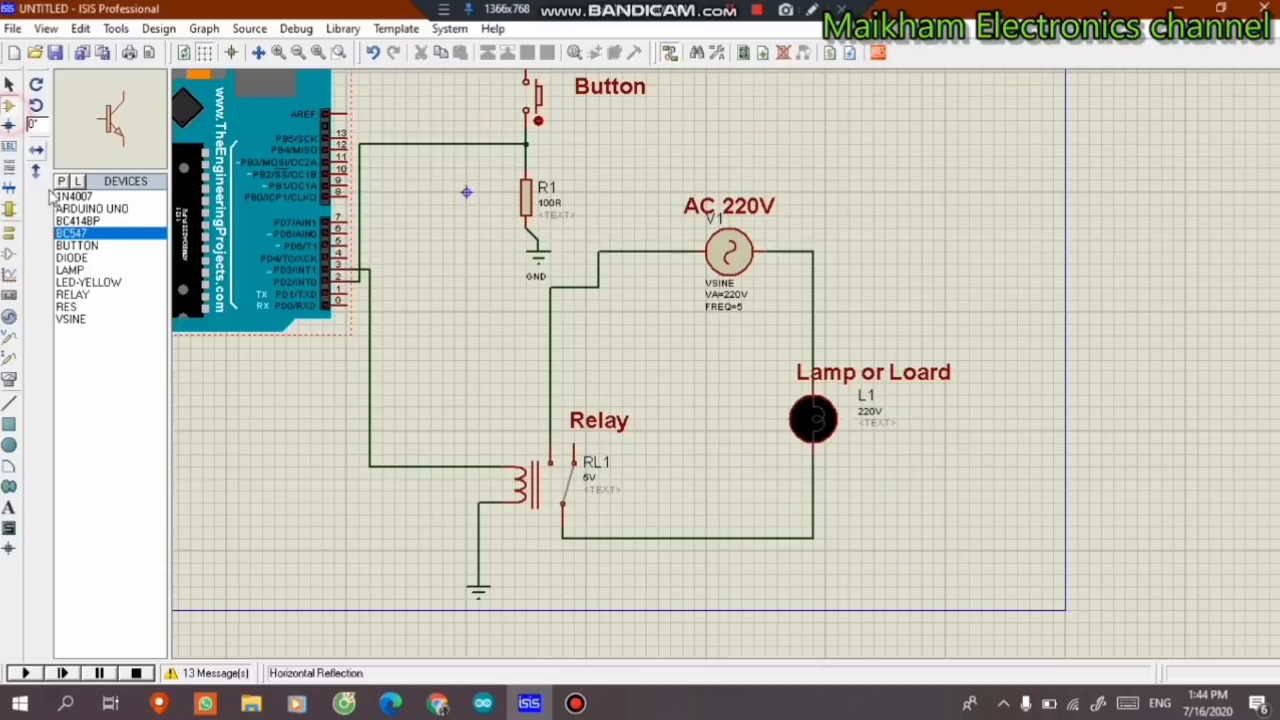 UNTITLED - ISIS Professional
1366x768
www.BANDICAM.com
Maikham Electronics channel
File View Edit Tools Design Graph Source Debug Library Template System Help
0°
P L DEVICES
1N4007
ARDUINO UNO
BC414BP
BC547
BUTTON
DIODE
LAMP
LED-YELLOW
RELAY
RES
VSINE
LBL
www.TheEngineeringProjects.com
AREF
PB5/SCK 13
PB4/MISO 12
~PB3/MOSI/OC2A 11
~PB2/SS/OC1B 10
~PB1/OC1A 9
PB0/ICP1/CLKO 8
PD7/AIN1 7
~PD6/AIN0 6
~PD5/T1 5
PD4/T0/XCK 4
~PD3/INT1 3
PD2/INT0 2
TX PD1/TXD 1
RX PD0/RXD 0
Button
R1
100R
<TEXT>
GND
AC 220V
V1
VSINE
VA=220V
FREQ=5
Lamp or Loard
L1
220V
<TEXT>
Relay
RL1
5V
<TEXT>
13 Message(s)
Horizontal Reflection.
isis
ENG
1:44 PM
7/16/2020
6